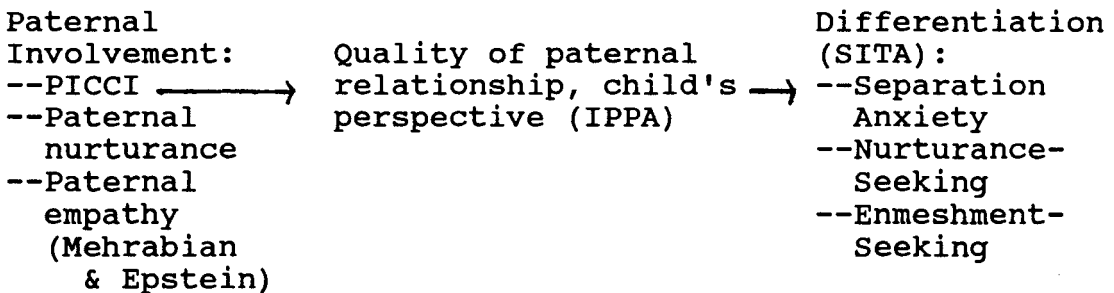 Paternal
Involvement:
--PICCI
--Paternal
nurturance
--Paternal
empathy
(Mehrabian
& Epstein)
Quality of paternal
relationship, child's
perspective (IPPA)
Differentiation
(SITA):
--Separation
Anxiety
--Nurturance-
Seeking
--Enmeshment-
Seeking